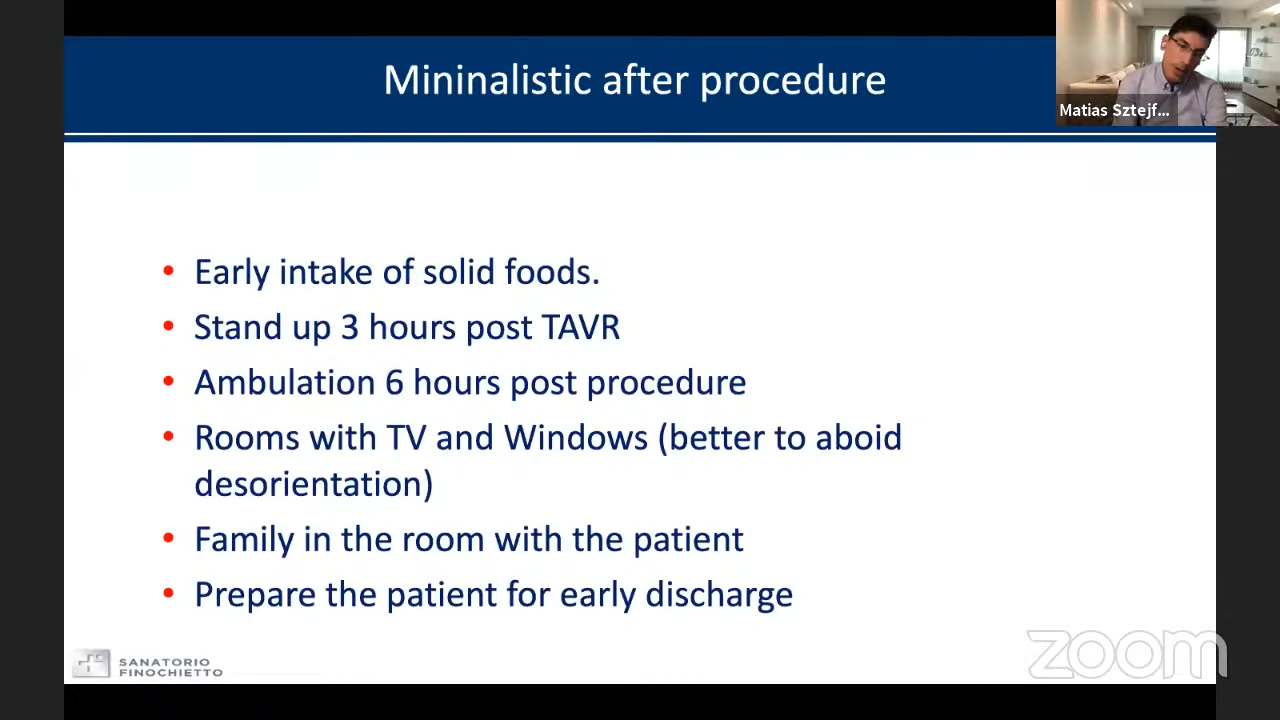 Mininalistic after procedure
Matias Sztejf...
• Early intake of solid foods.
• Stand up 3 hours post TAVR
• Ambulation 6 hours post procedure
• Rooms with TV and Windows (better to aboid
desorientation)
• Family in the room with the patient
• Prepare the patient for early discharge
SANATORIO
FINOCHIETTO
zoom